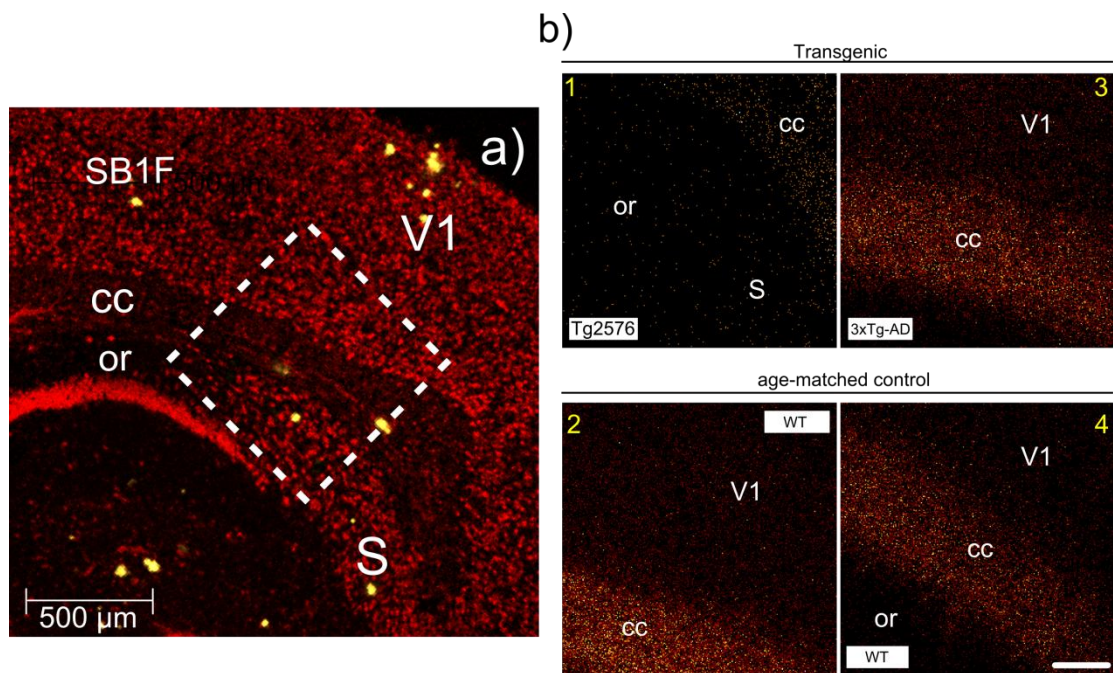 b)
Transgenic
a)
SB1F
V1
cc
or
S
500 µm
1
cc
or
S
Tg2576
3
V1
cc
3xTg-AD
age-matched control
2
WT
V1
cc
4
V1
cc
or
WT